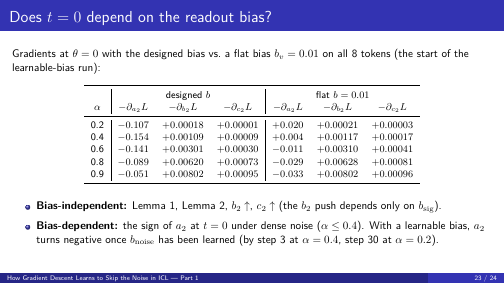 Does t = 0 depend on the readout bias?
Gradients at θ = 0 with the designed bias vs. a flat bias b_v = 0.01 on all 8 tokens (the start of the
learnable-bias run):
designed b flat b = 0.01
α −∂_{a_2}L −∂_{b_2}L −∂_{c_2}L −∂_{a_2}L −∂_{b_2}L −∂_{c_2}L
0.2 −0.107 +0.00018 +0.00001 +0.020 +0.00021 +0.00003
0.4 −0.154 +0.00109 +0.00009 +0.004 +0.00117 +0.00017
0.6 −0.141 +0.00301 +0.00030 −0.011 +0.00310 +0.00041
0.8 −0.089 +0.00620 +0.00073 −0.029 +0.00628 +0.00081
0.9 −0.051 +0.00802 +0.00095 −0.033 +0.00802 +0.00096
Bias-independent: Lemma 1, Lemma 2, b_2 ↑, c_2 ↑ (the b_2 push depends only on b_sig).
Bias-dependent: the sign of a_2 at t = 0 under dense noise (α ≤ 0.4). With a learnable bias, a_2
turns negative once b_noise has been learned (by step 3 at α = 0.4, step 30 at α = 0.2).
How Gradient Descent Learns to Skip the Noise in ICL — Part 1 23 / 24